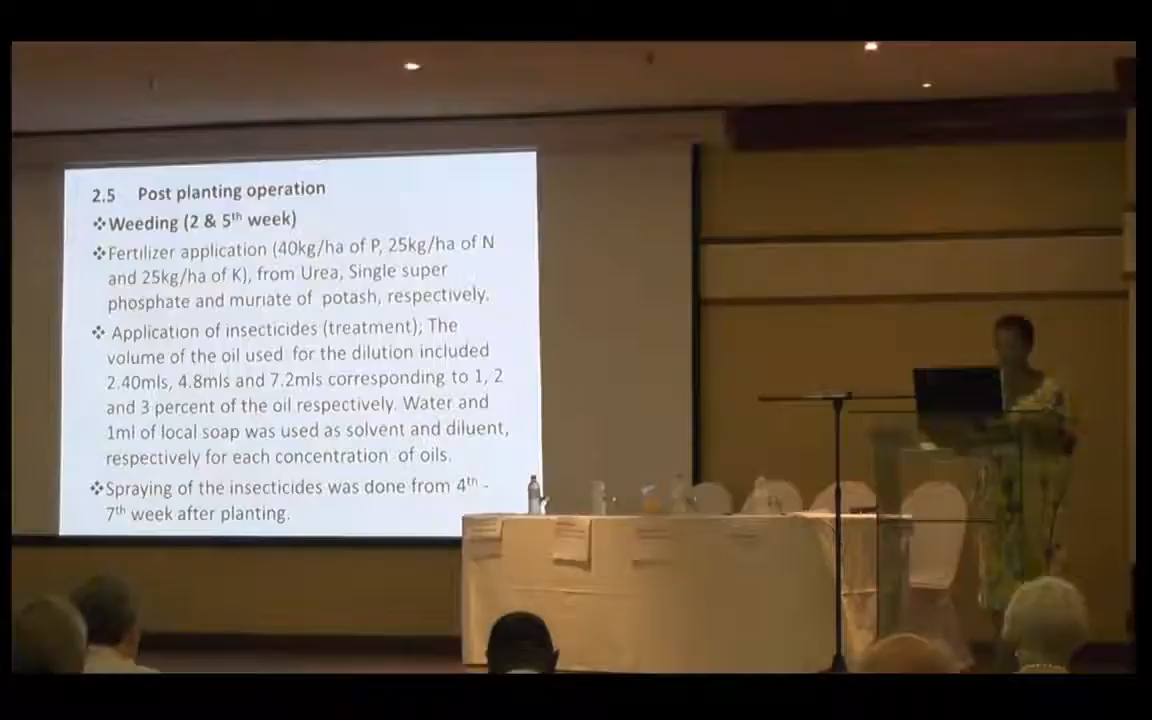 2.5 Post planting operation
❖Weeding (2 & 5th week)
❖Fertilizer application (40kg/ha of P, 25kg/ha of N
and 25kg/ha of K), from Urea, Single super
phosphate and muriate of potash, respectively.
❖ Application of insecticides (treatment); The
volume of the oil used for the dilution included
2.40mls, 4.8mls and 7.2mls corresponding to 1, 2
and 3 percent of the oil respectively. Water and
1ml of local soap was used as solvent and diluent,
respectively for each concentration of oils.
❖Spraying of the insecticides was done from 4th -
7th week after planting.